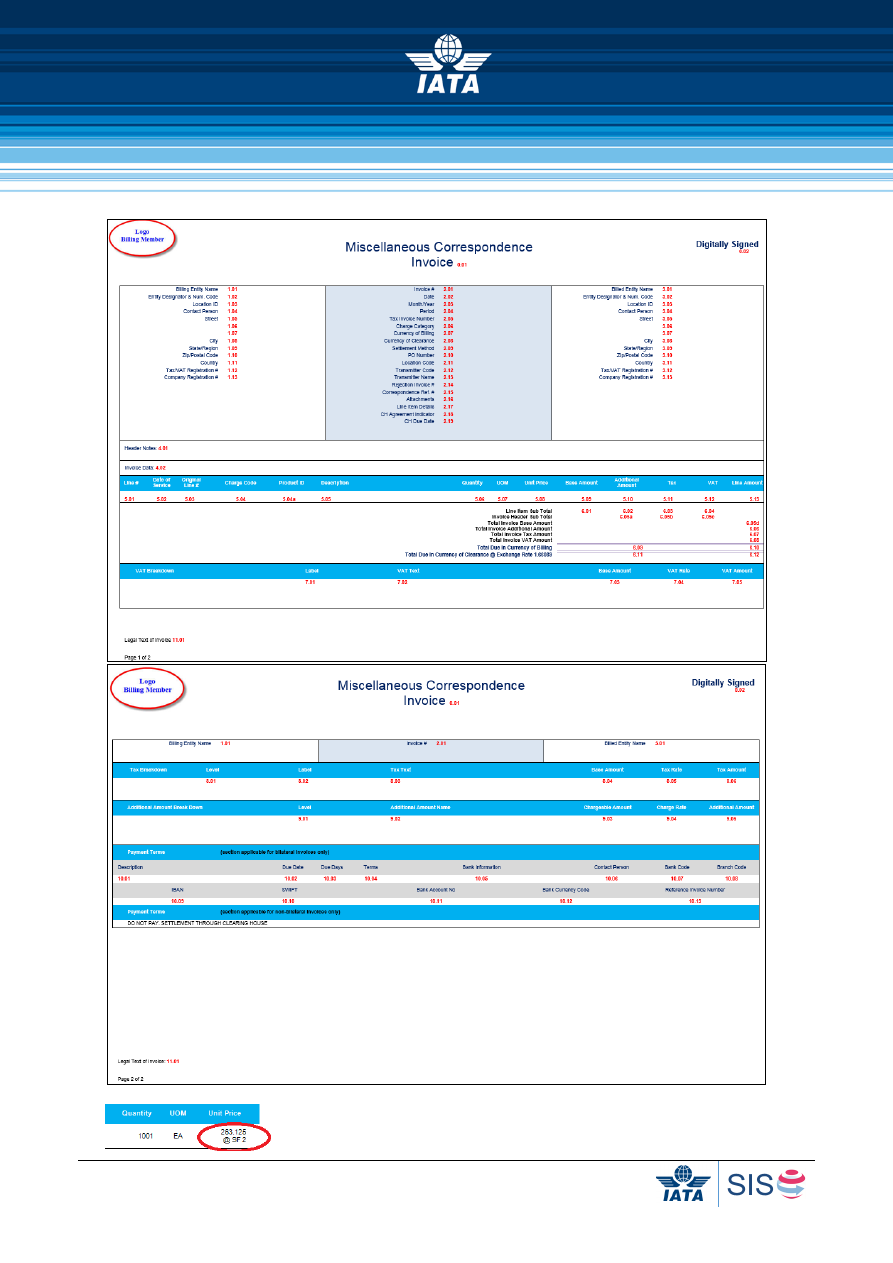 IATA
Logo
Billing Member
Miscellaneous Correspondence
Invoice 0.01
Digitally Signed
0.02
Billing Entity Name 1.01
Entity Designator & Num. Code 1.02
Location ID 1.03
Contact Person 1.04
Street 1.05
1.06
1.07
City 1.08
State/Region 1.09
Zip/Postal Code 1.10
Country 1.11
Tax/VAT Registration # 1.12
Company Registration # 1.13
Invoice # 2.01
Date 2.02
Month/Year 2.03
Period 2.04
Tax Invoice Number 2.05
Charge Category 2.06
Currency of Billing 2.07
Currency of Clearance 2.08
Settlement Method 2.09
PO Number 2.10
Location Code 2.11
Transmitter Code 2.12
Transmitter Name 2.13
Rejection Invoice # 2.14
Correspondence Ref. # 2.15
Attachments 2.16
Line Item Details 2.17
CH Agreement Indicator 2.18
CH Due Date 2.19
Billed Entity Name 3.01
Entity Designator & Num. Code 3.02
Location ID 3.03
Contact Person 3.04
Street 3.05
3.06
3.07
City 3.08
State/Region 3.09
Zip/Postal Code 3.10
Country 3.11
Tax/VAT Registration # 3.12
Company Registration # 3.13
Header Notes: 4.01
Invoice Data: 4.02
Line # Date of Service Original Line # Charge Code Product ID Description Quantity UOM Unit Price Base Amount Additional Amount Tax VAT Line Amount
5.01 5.02 5.03 5.04 5.04a 5.05 5.06 5.07 5.08 5.09 5.10 5.11 5.12 5.13
Line Item Sub Total 6.01 6.02 6.03 6.04
Invoice Header Sub Total 6.05a 6.05b 6.05c
Total Invoice Base Amount 6.05d
Total Invoice Additional Amount 6.06
Total Invoice Tax Amount 6.07
Total Invoice VAT Amount 6.08
Total Due in Currency of Billing 6.09 6.10
Total Due in Currency of Clearance @ Exchange Rate 6.11 6.12
VAT Breakdown Label VAT Text Base Amount VAT Rate VAT Amount
7.01 7.02 7.03 7.04 7.05
Legal Text of Invoice 11.01
Page 1 of 2
Logo
Billing Member
Miscellaneous Correspondence
Invoice 0.01
Digitally Signed
0.02
Billing Entity Name 1.01 Invoice # 2.01 Billed Entity Name 3.01
Tax Breakdown Level Label Tax Text Base Amount Tax Rate Tax Amount
8.01 8.02 8.03 8.04 8.05 8.06
Additional Amount Break Down Level Additional Amount Name Chargeable Amount Charge Rate Additional Amount
9.01 9.02 9.03 9.04 9.05
Payment Terms (section applicable for bilateral invoices only)
Description Due Date Due Days Terms Bank Information Contact Person Bank Code Branch Code
10.01 10.02 10.03 10.04 10.05 10.06 10.07 10.08
IBAN SWIFT Bank Account No Bank Currency Code Reference Invoice Number
10.09 10.10 10.11 10.12 10.13
Payment Terms (section applicable for non-bilateral invoices only)
DO NOT PAY. SETTLEMENT THROUGH CLEARING HOUSE
Legal Text of Invoice: 11.01
Page 2 of 2
Quantity UOM Unit Price
1001 EA 263.125
@ SF 2
IATA SIS